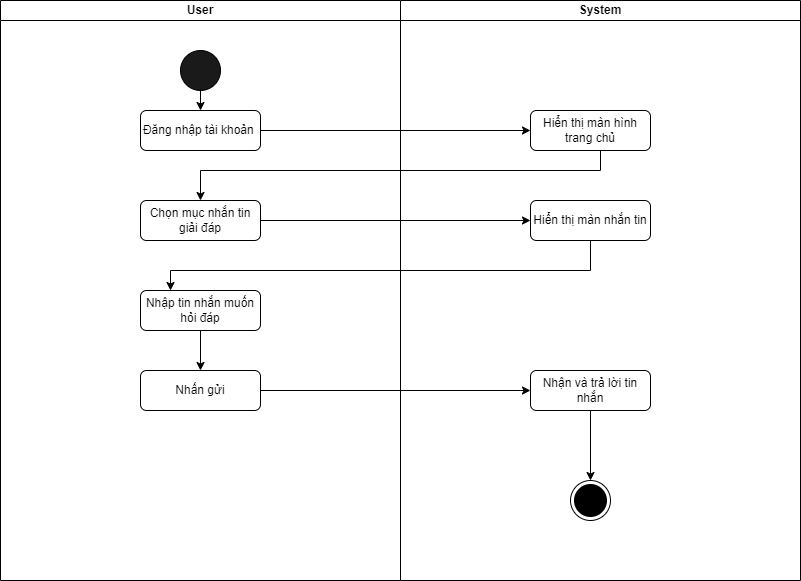 User
System
Đăng nhập tài khoản
Hiển thị màn hình
trang chủ
Chọn mục nhắn tin
giải đáp
Hiển thị màn nhắn tin
Nhập tin nhắn muốn
hỏi đáp
Nhấn gửi
Nhận và trả lời tin
nhắn